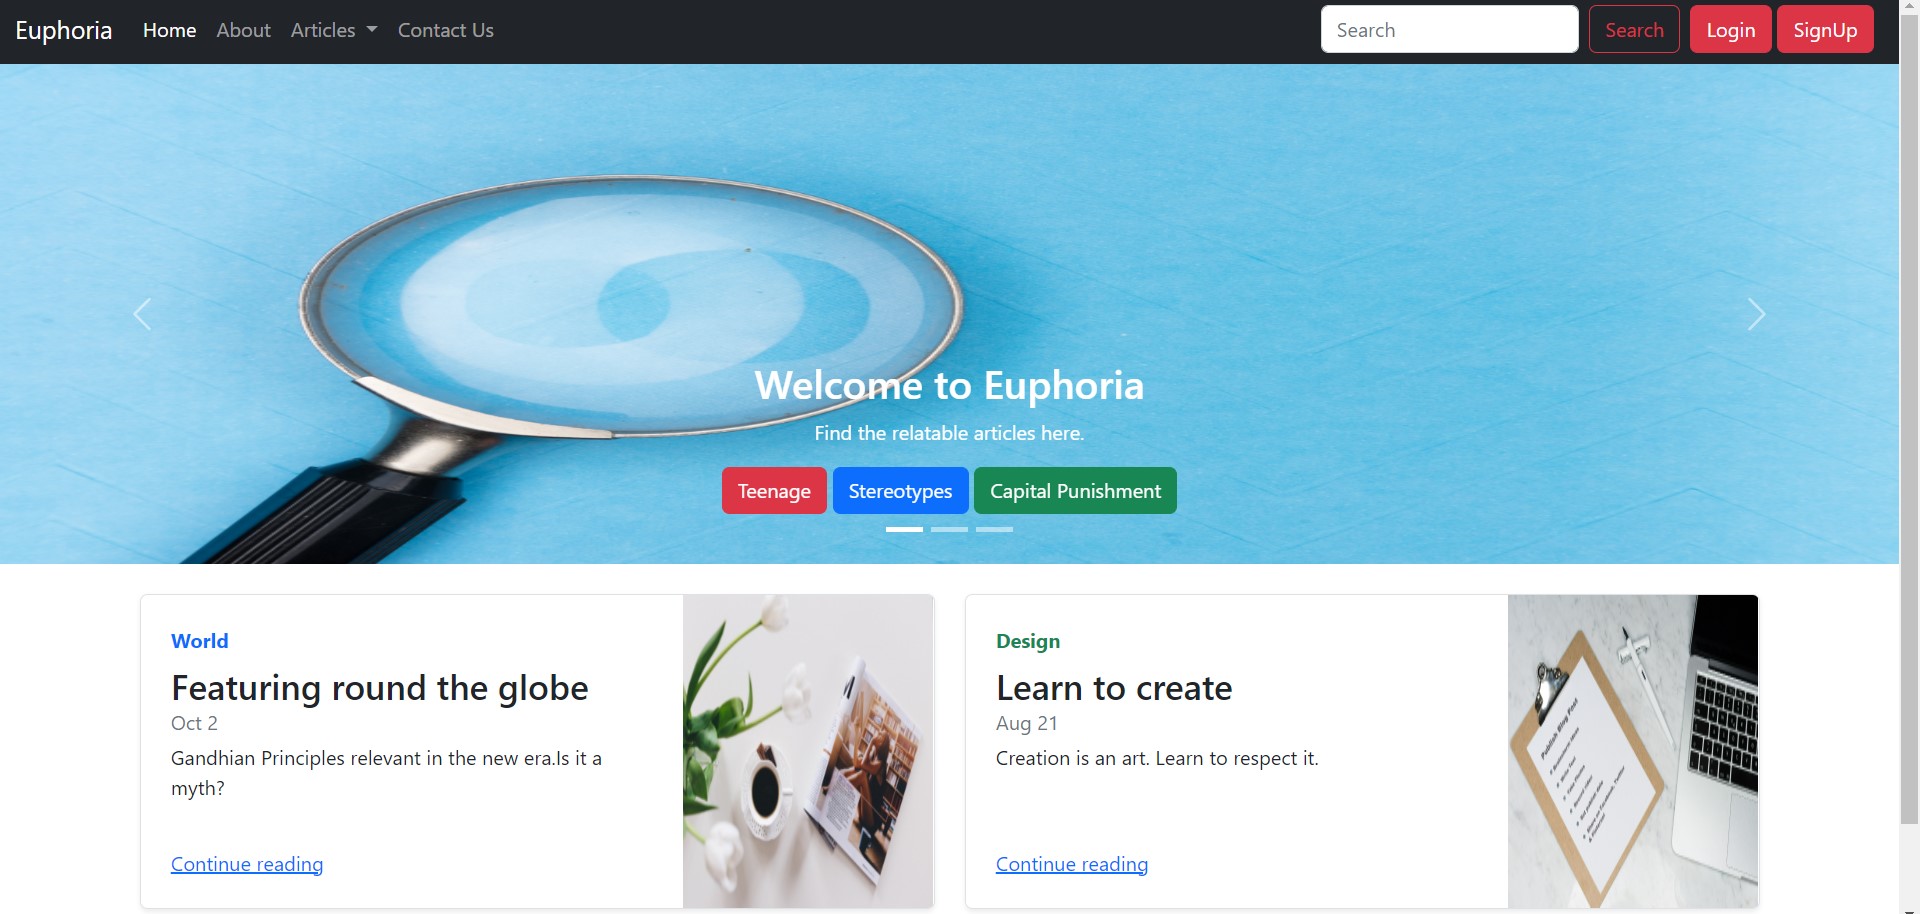 Euphoria Home About Articles Contact Us Search Search Login SignUp
Welcome to Euphoria
Find the relatable articles here.
Teenage Stereotypes Capital Punishment
World
Featuring round the globe
Oct 2
Gandhian Principles relevant in the new era.Is it a
myth?
Continue reading
Design
Learn to create
Aug 21
Creation is an art. Learn to respect it.
Continue reading
Publish Blog Post